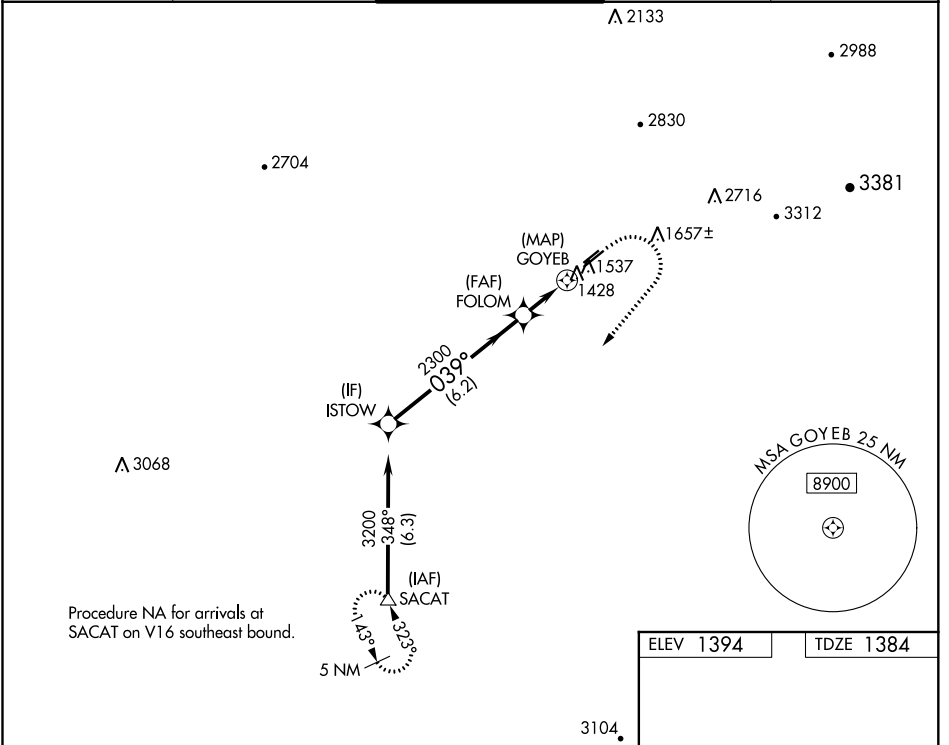 2133
2988
2830
2704
3381
2716
3312
1657±
(MAP)
GOYEB
1537
1428
(FAF)
FOLOM
2300
039°
(6.2)
(IF)
ISTOW
3068
MSA GOYEB 25 NM
8900
3200
348°
(6.3)
(IAF)
SACAT
143°
323°
5 NM
Procedure NA for arrivals at
SACAT on V16 southeast bound.
ELEV 1394
TDZE 1384
3104